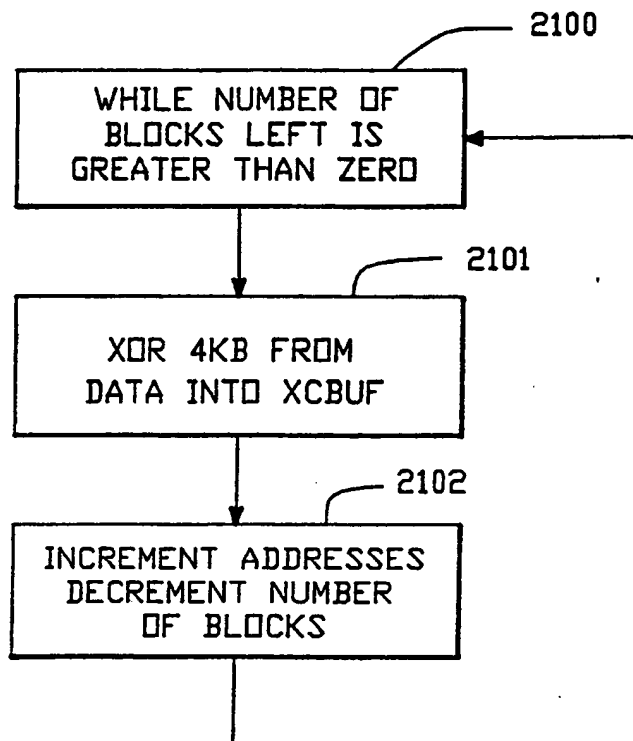 2100
WHILE NUMBER OF
BLOCKS LEFT IS
GREATER THAN ZERO
2101
XOR 4KB FROM
DATA INTO XCBUF
2102
INCREMENT ADDRESSES
DECREMENT NUMBER
OF BLOCKS